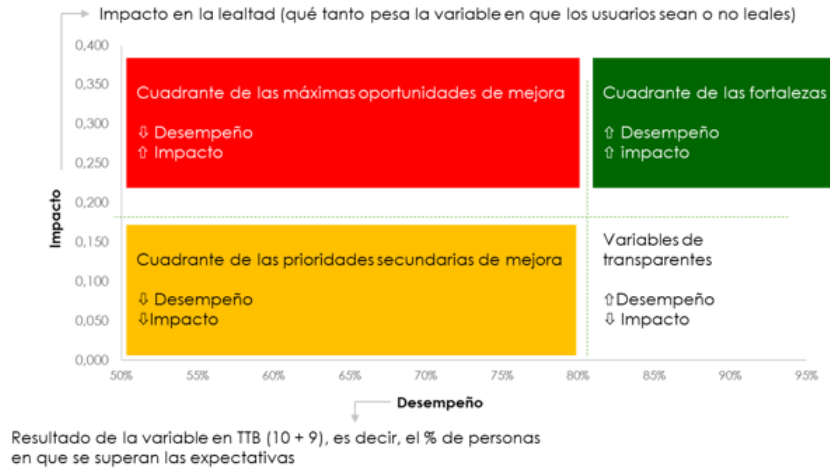 Impacto en la lealtad (qué tanto pesa la variable en que los usuarios sean o no leales)
0,400
0,350
0,300
0,250
0,200
0,150
0,100
0,050
0,000
Impacto
Cuadrante de las máximas oportunidades de mejora
⇩ Desempeño
⇧ Impacto
Cuadrante de las fortalezas
⇧ Desempeño
⇧ impacto
Cuadrante de las prioridades secundarias de mejora
⇩ Desempeño
⇩Impacto
Variables de
transparentes
⇧Desempeño
⇩ Impacto
50% 55% 60% 65% 70% 75% 80% 85% 90% 95%
Desempeño
Resultado de la variable en TTB (10 + 9), es decir, el % de personas
en que se superan las expectativas